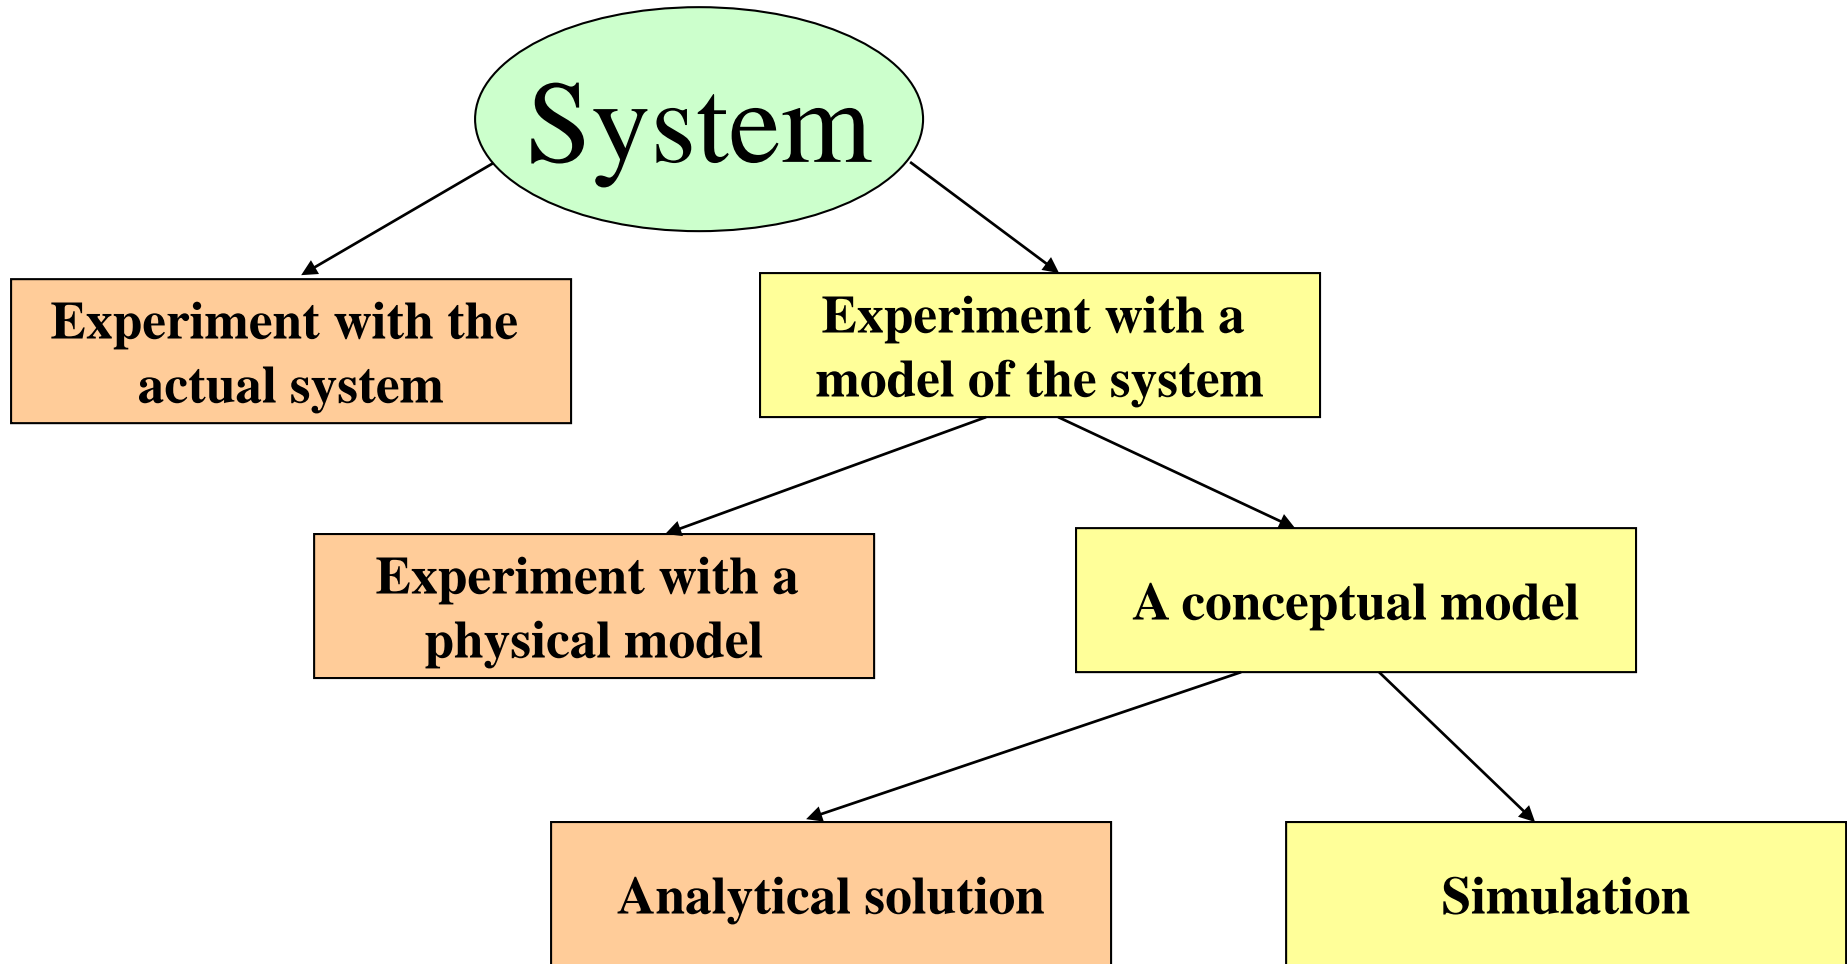 System
Experiment with the
actual system
Experiment with a
model of the system
Experiment with a
physical model
A conceptual model
Analytical solution
Simulation